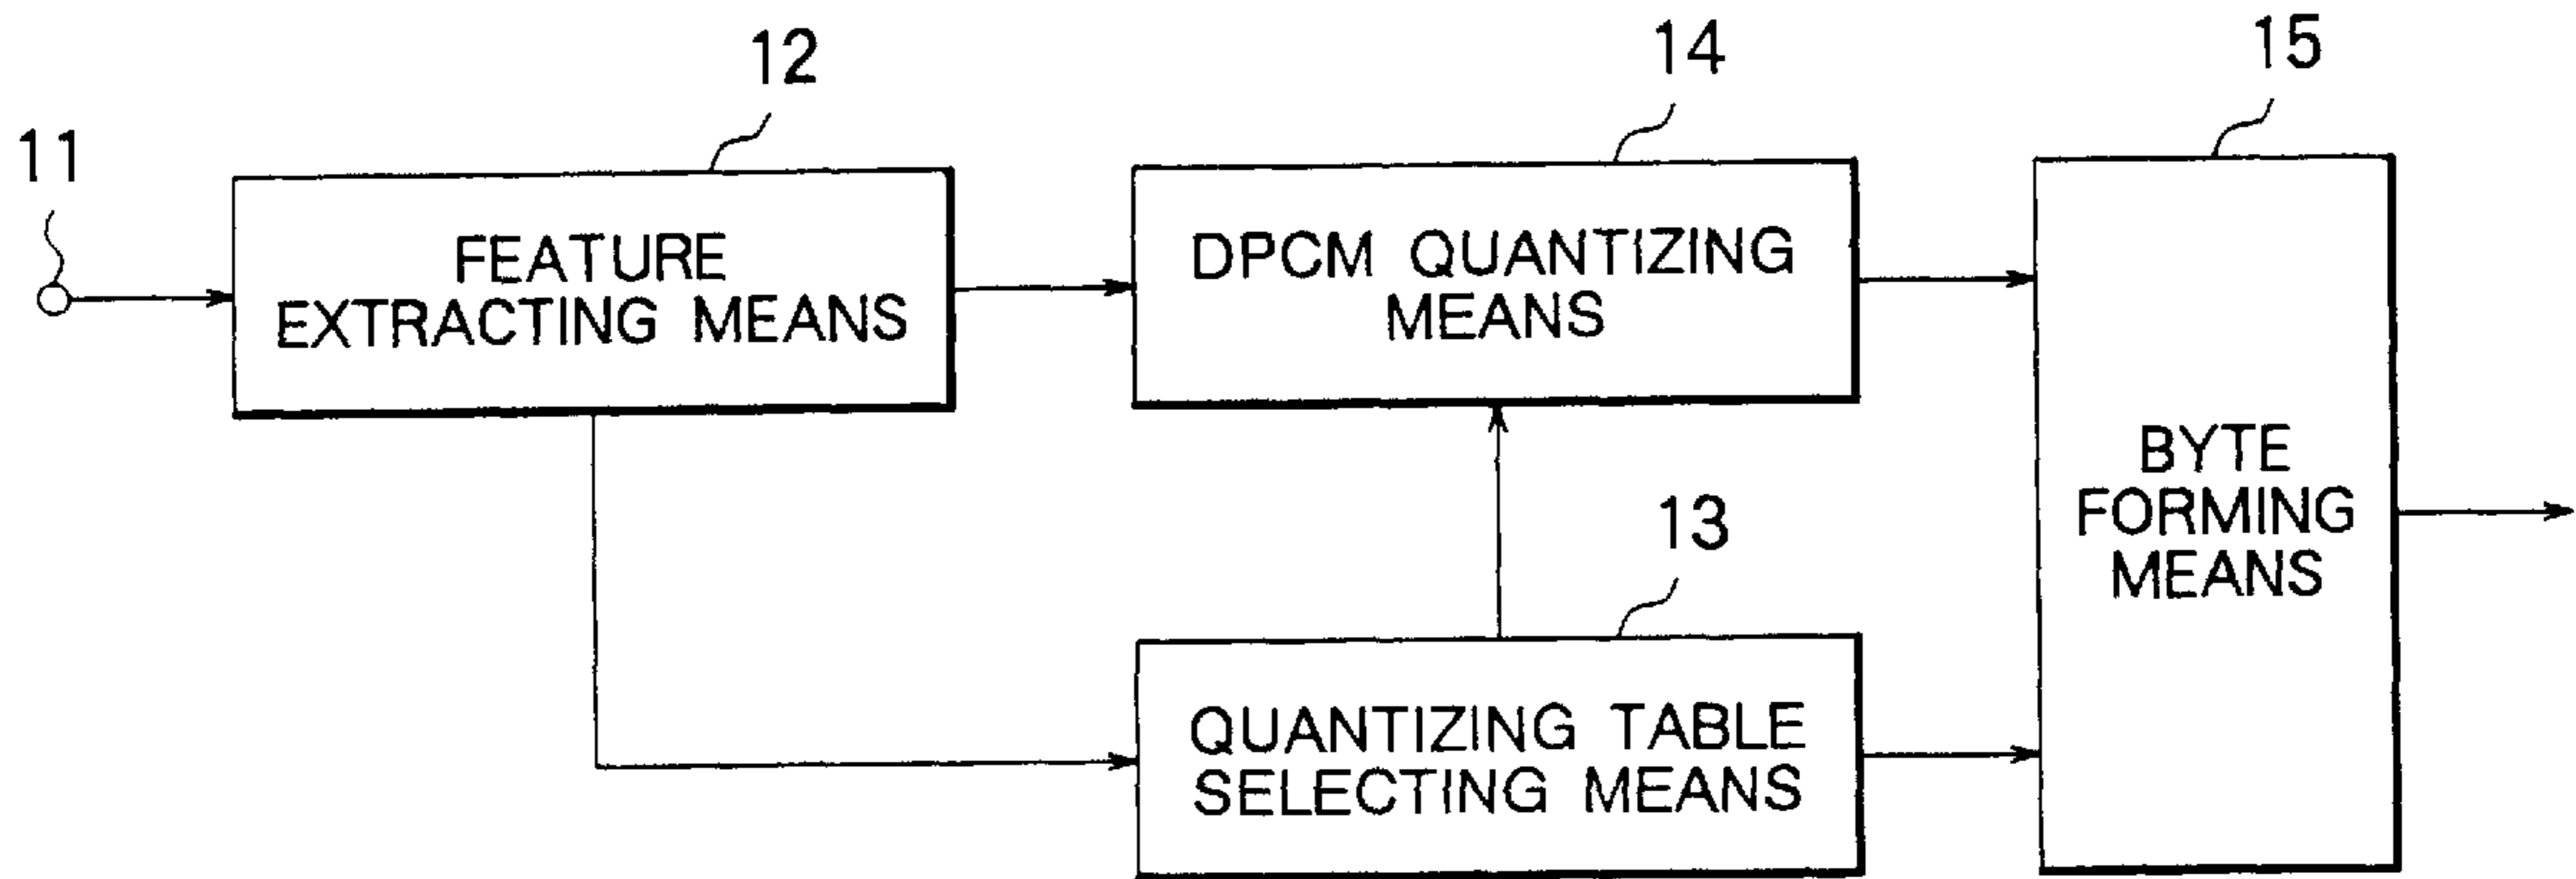 11
12
14
15
FEATURE
EXTRACTING MEANS
DPCM QUANTIZING
MEANS
BYTE
FORMING
MEANS
13
QUANTIZING TABLE
SELECTING MEANS